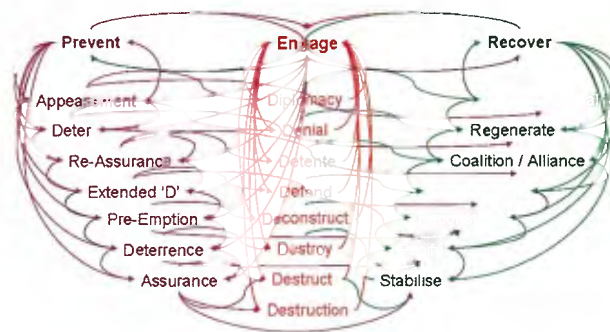 Prevent Engage Recover
Appeasement Diplomacy
Deter Denial Regenerate
Re-Assurance Detente Coalition / Alliance
Extended 'D' Defend
Pre-Emption Deconstruct
Deterrence Destroy
Assurance Destruct Stabilise
Destruction